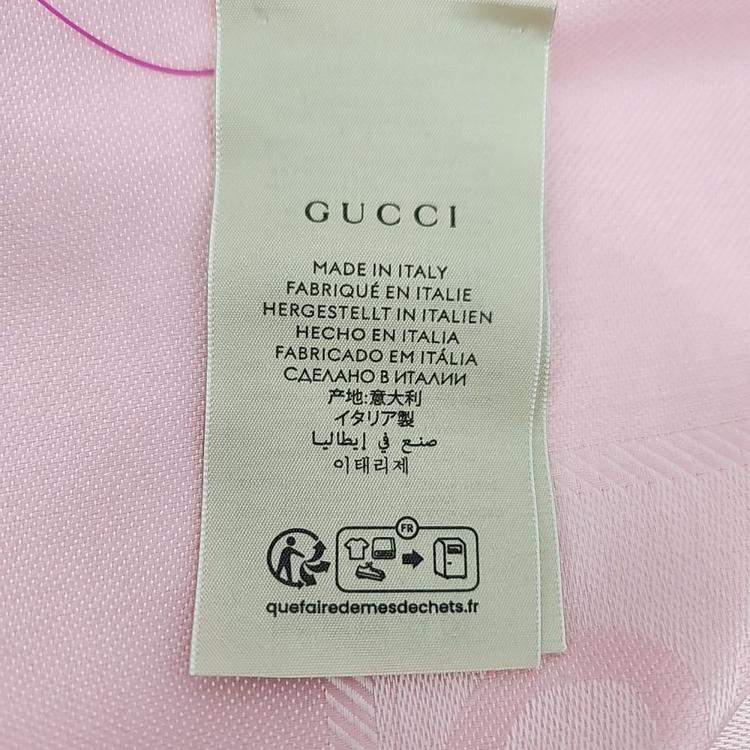 GUCCI
MADE IN ITALY
FABRIQUÉ EN ITALIE
HERGESTELLT IN ITALIEN
HECHO EN ITALIA
FABRICADO EM ITÁLIA
СДЕЛАНО В ИТАЛИИ
产地:意大利
イタリア製
صنع في إيطاليا
이태리제
FR
quefairedemesdechets.fr